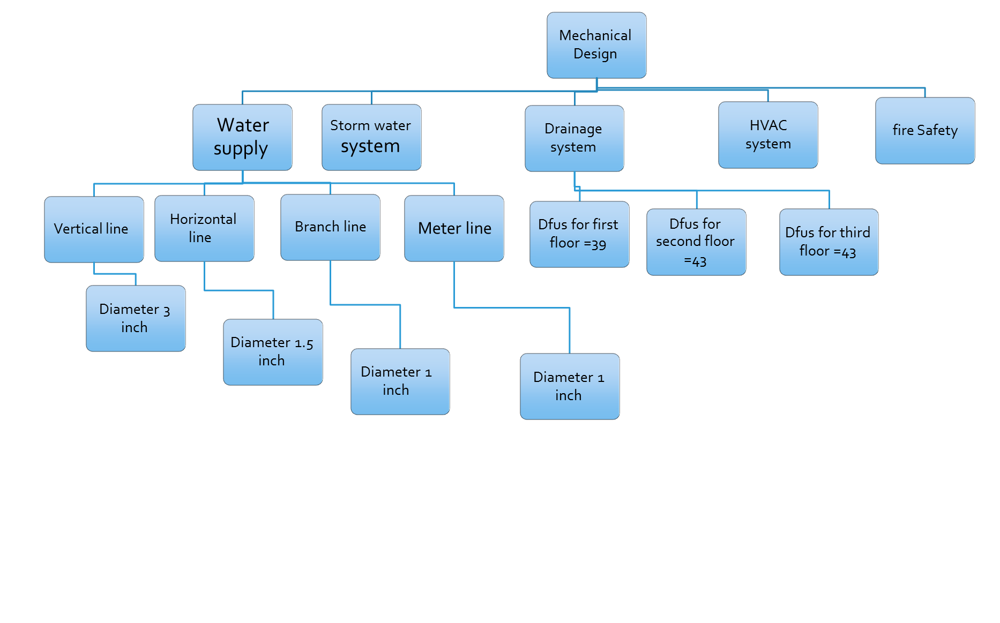 Mechanical
Design
Water
supply
Storm water
system
Drainage
system
HVAC
system
fire Safety
Vertical line
Horizontal
line
Branch line
Meter line
Dfus for first
floor =39
Dfus for
second floor
=43
Dfus for third
floor =43
Diameter 3
inch
Diameter 1.5
inch
Diameter 1
inch
Diameter 1
inch